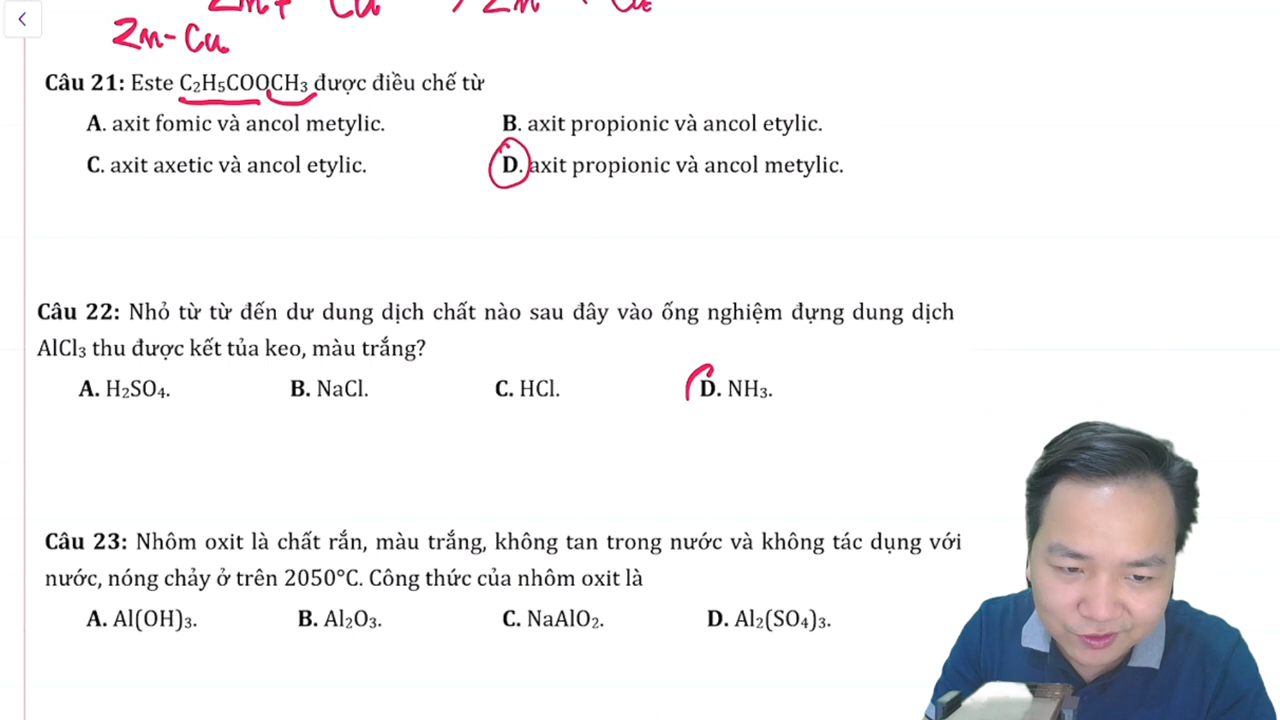 Zn - Cu
Câu 21: Este C₂H₅COOCH₃ được điều chế từ
A. axit fomic và ancol metylic. B. axit propionic và ancol etylic.
C. axit axetic và ancol etylic. D. axit propionic và ancol metylic.
Câu 22: Nhỏ từ từ đến dư dung dịch chất nào sau đây vào ống nghiệm đựng dung dịch
AlCl₃ thu được kết tủa keo, màu trắng?
A. H₂SO₄. B. NaCl. C. HCl. D. NH₃.
Câu 23: Nhôm oxit là chất rắn, màu trắng, không tan trong nước và không tác dụng với
nước, nóng chảy ở trên 2050°C. Công thức của nhôm oxit là
A. Al(OH)₃. B. Al₂O₃. C. NaAlO₂. D. Al₂(SO₄)₃.